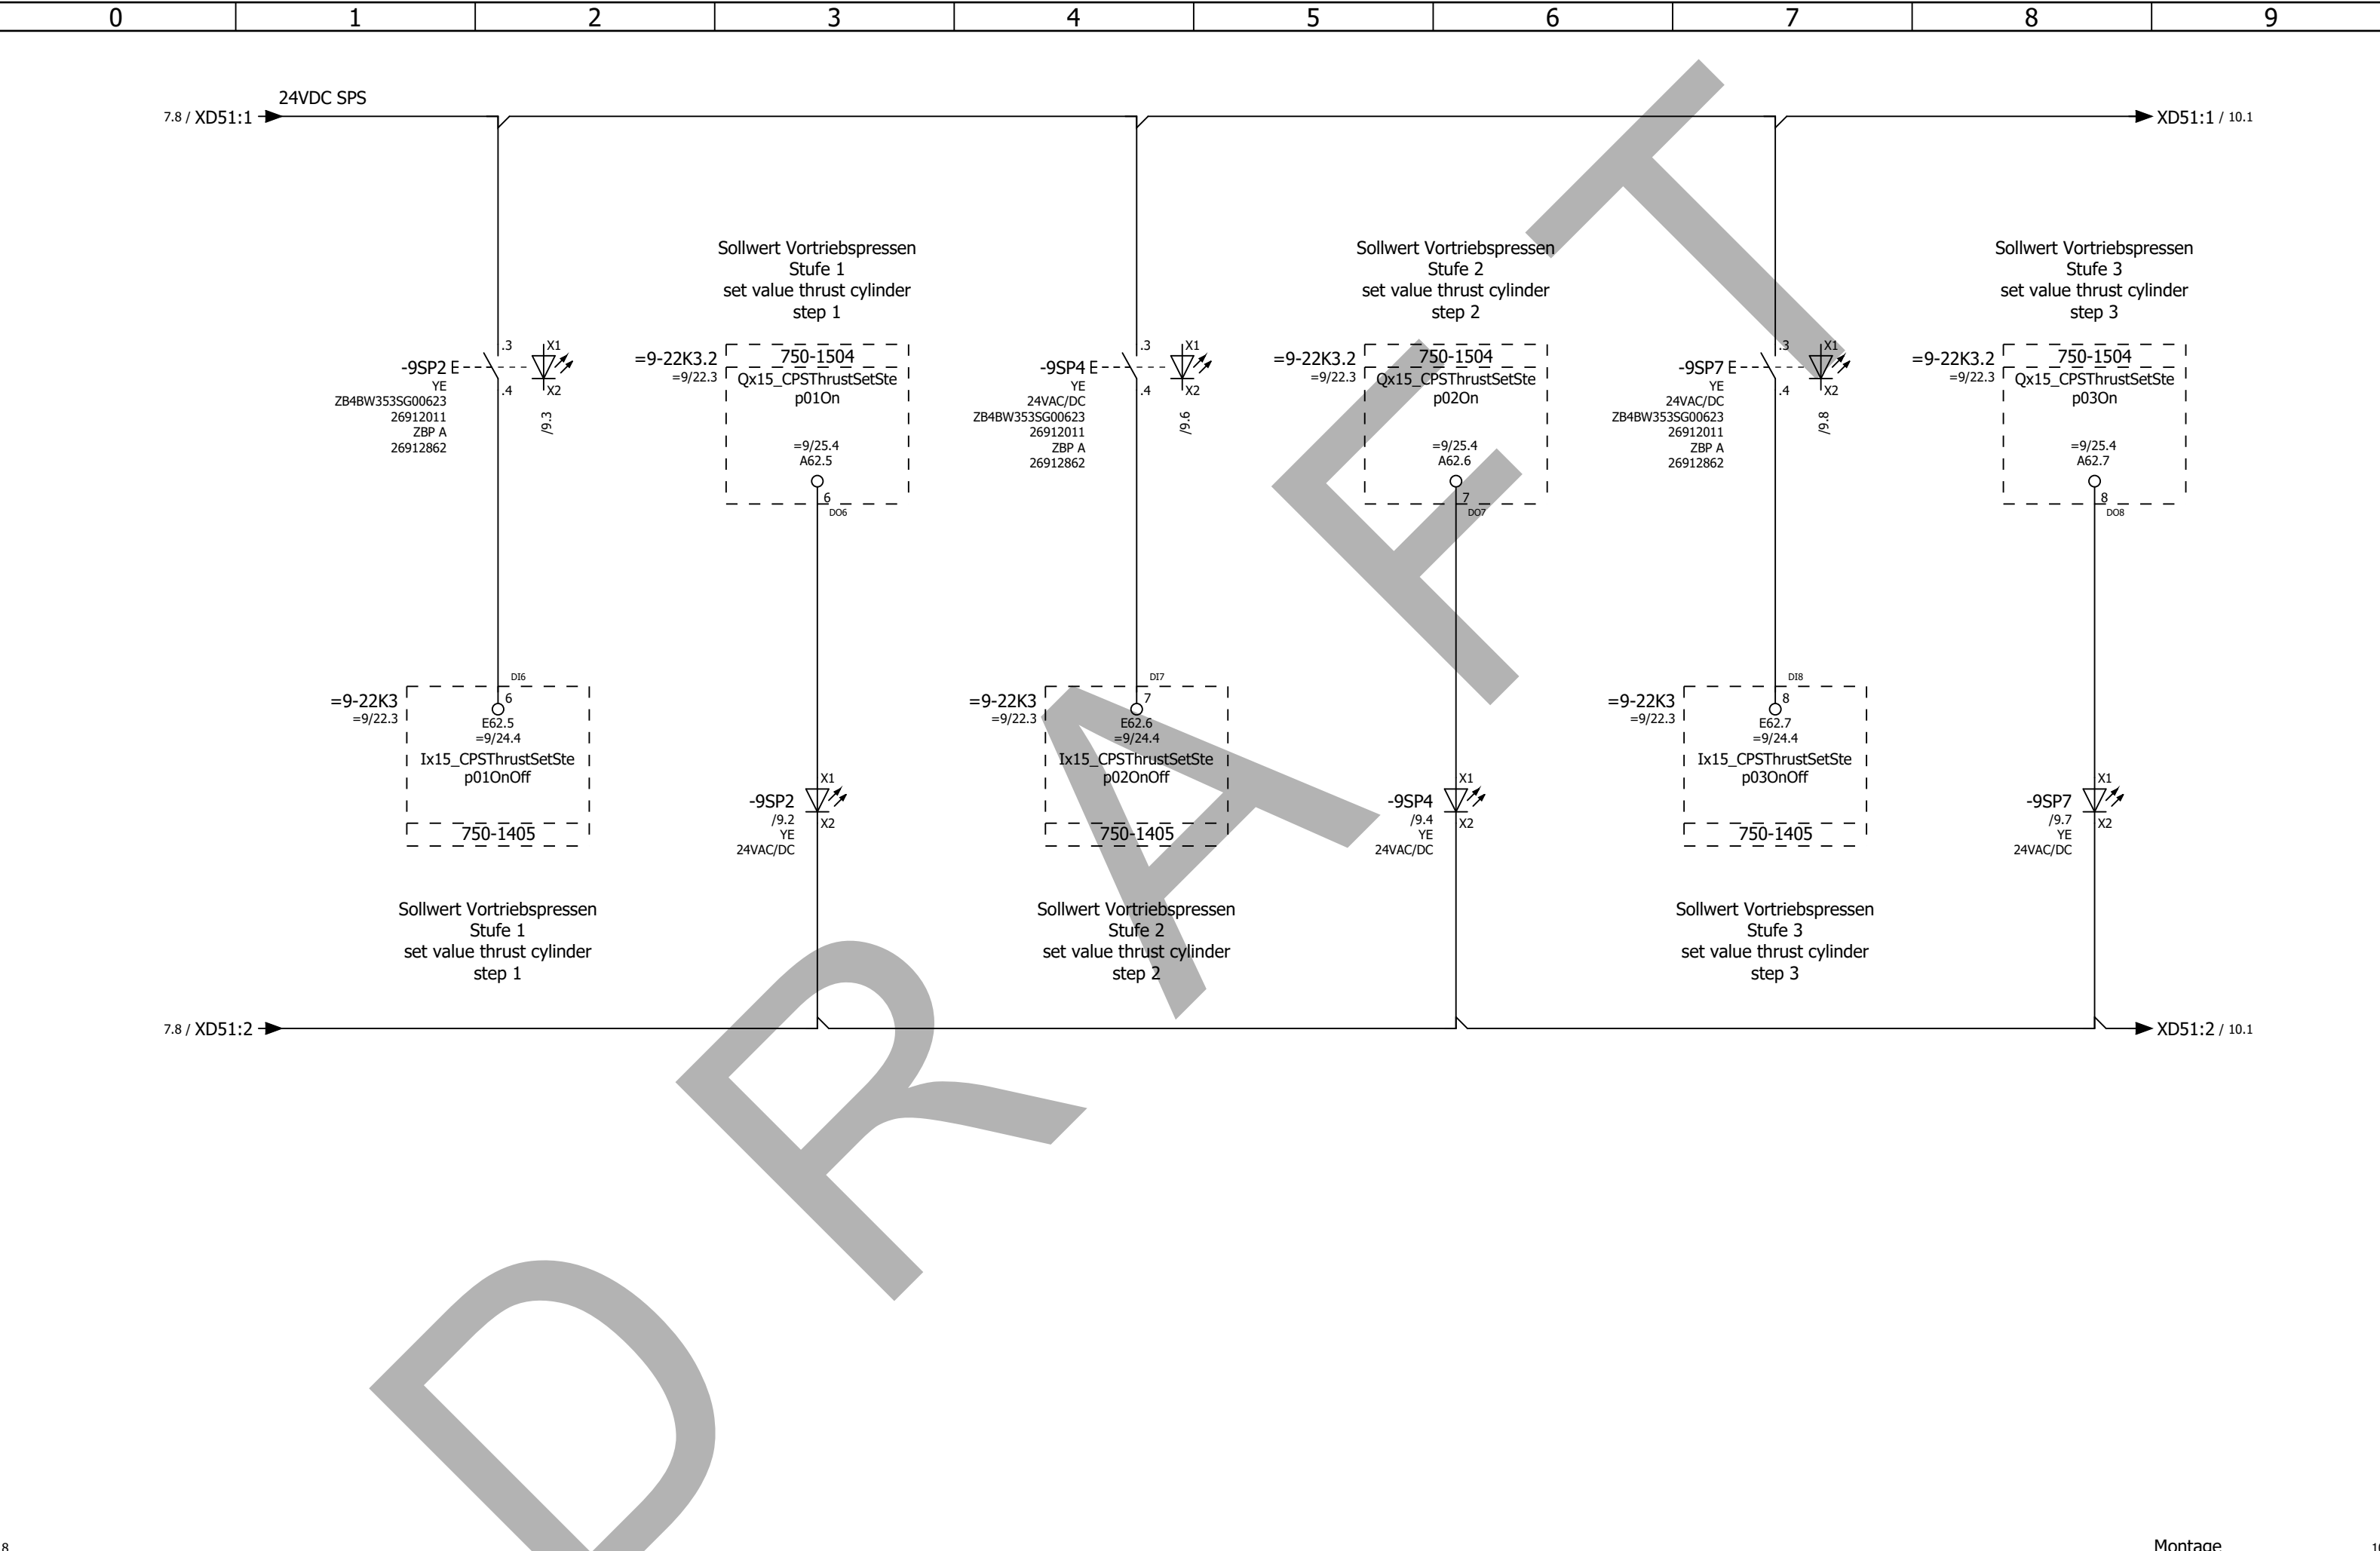 0 1 2 3 4 5 6 7 8 9
24VDC SPS
7.8 / XD51:1
XD51:1 / 10.1
Sollwert Vortriebspressen
Stufe 1
set value thrust cylinder
step 1
Sollwert Vortriebspressen
Stufe 2
set value thrust cylinder
step 2
Sollwert Vortriebspressen
Stufe 3
set value thrust cylinder
step 3
-9SP2 E
YE
ZB4BW353SG00623
26912011
ZBP A
26912862
.3
.4
X1
X2
/9.3
=9-22K3.2
=9/22.3
750-1504
Qx15_CPSThrustSetSte
p01On
=9/25.4
A62.5
6
DO6
-9SP4 E
YE
24VAC/DC
ZB4BW353SG00623
26912011
ZBP A
26912862
.3
.4
X1
X2
/9.6
=9-22K3.2
=9/22.3
750-1504
Qx15_CPSThrustSetSte
p02On
=9/25.4
A62.6
7
DO7
-9SP7 E
YE
24VAC/DC
ZB4BW353SG00623
26912011
ZBP A
26912862
.3
.4
X1
X2
/9.8
=9-22K3.2
=9/22.3
750-1504
Qx15_CPSThrustSetSte
p03On
=9/25.4
A62.7
8
DO8
=9-22K3
=9/22.3
DI6
6
E62.5
=9/24.4
Ix15_CPSThrustSetSte
p01OnOff
750-1405
-9SP2
/9.2
YE
24VAC/DC
X1
X2
=9-22K3
=9/22.3
DI7
7
E62.6
=9/24.4
Ix15_CPSThrustSetSte
p02OnOff
750-1405
-9SP4
/9.4
YE
24VAC/DC
X1
X2
=9-22K3
=9/22.3
DI8
8
E62.7
=9/24.4
Ix15_CPSThrustSetSte
p03OnOff
750-1405
-9SP7
/9.7
YE
24VAC/DC
X1
X2
Sollwert Vortriebspressen
Stufe 1
set value thrust cylinder
step 1
Sollwert Vortriebspressen
Stufe 2
set value thrust cylinder
step 2
Sollwert Vortriebspressen
Stufe 3
set value thrust cylinder
step 3
7.8 / XD51:2
XD51:2 / 10.1
DRAFT
8
Montage